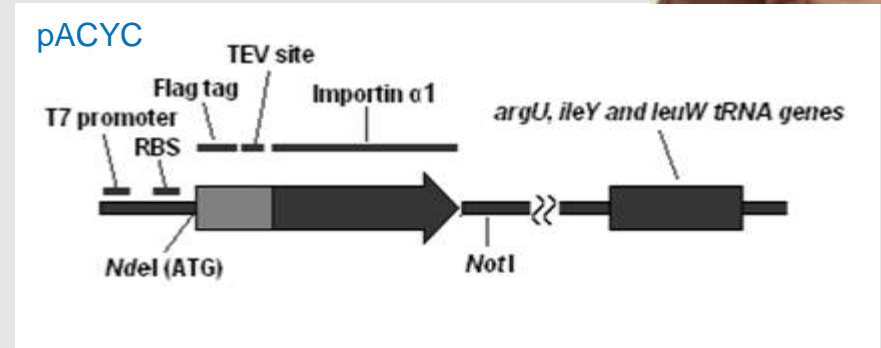 pACYC
TEV site
Flag tag
Importin α1
T7 promoter
argU, ileY and leuW tRNA genes
RBS
NdeI (ATG)
NotI